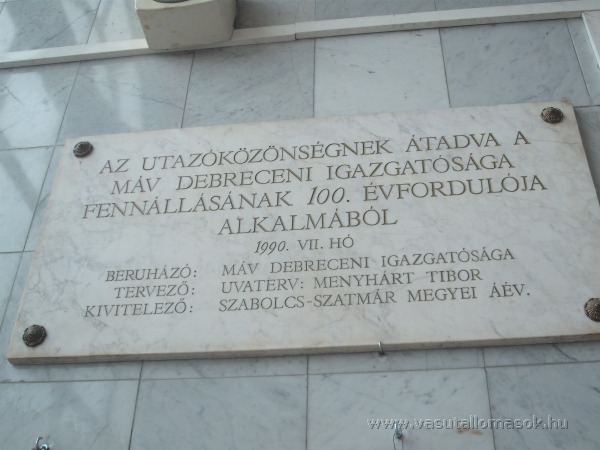 AZ UTAZÓKÖZÖNSÉGNEK ÁTADVA A
MÁV DEBRECENI IGAZGATÓSÁGA
FENNÁLLÁSÁNAK 100. ÉVFORDULÓJA
ALKALMÁBÓL
1990. VII. HÓ
BERUHÁZÓ: MÁV DEBRECENI IGAZGATÓSÁGA
TERVEZŐ: UVATERV: MENYHÁRT TIBOR
KIVITELEZŐ: SZABOLCS-SZATMÁR MEGYEI ÁÉV.
www.vasutallomasok.hu